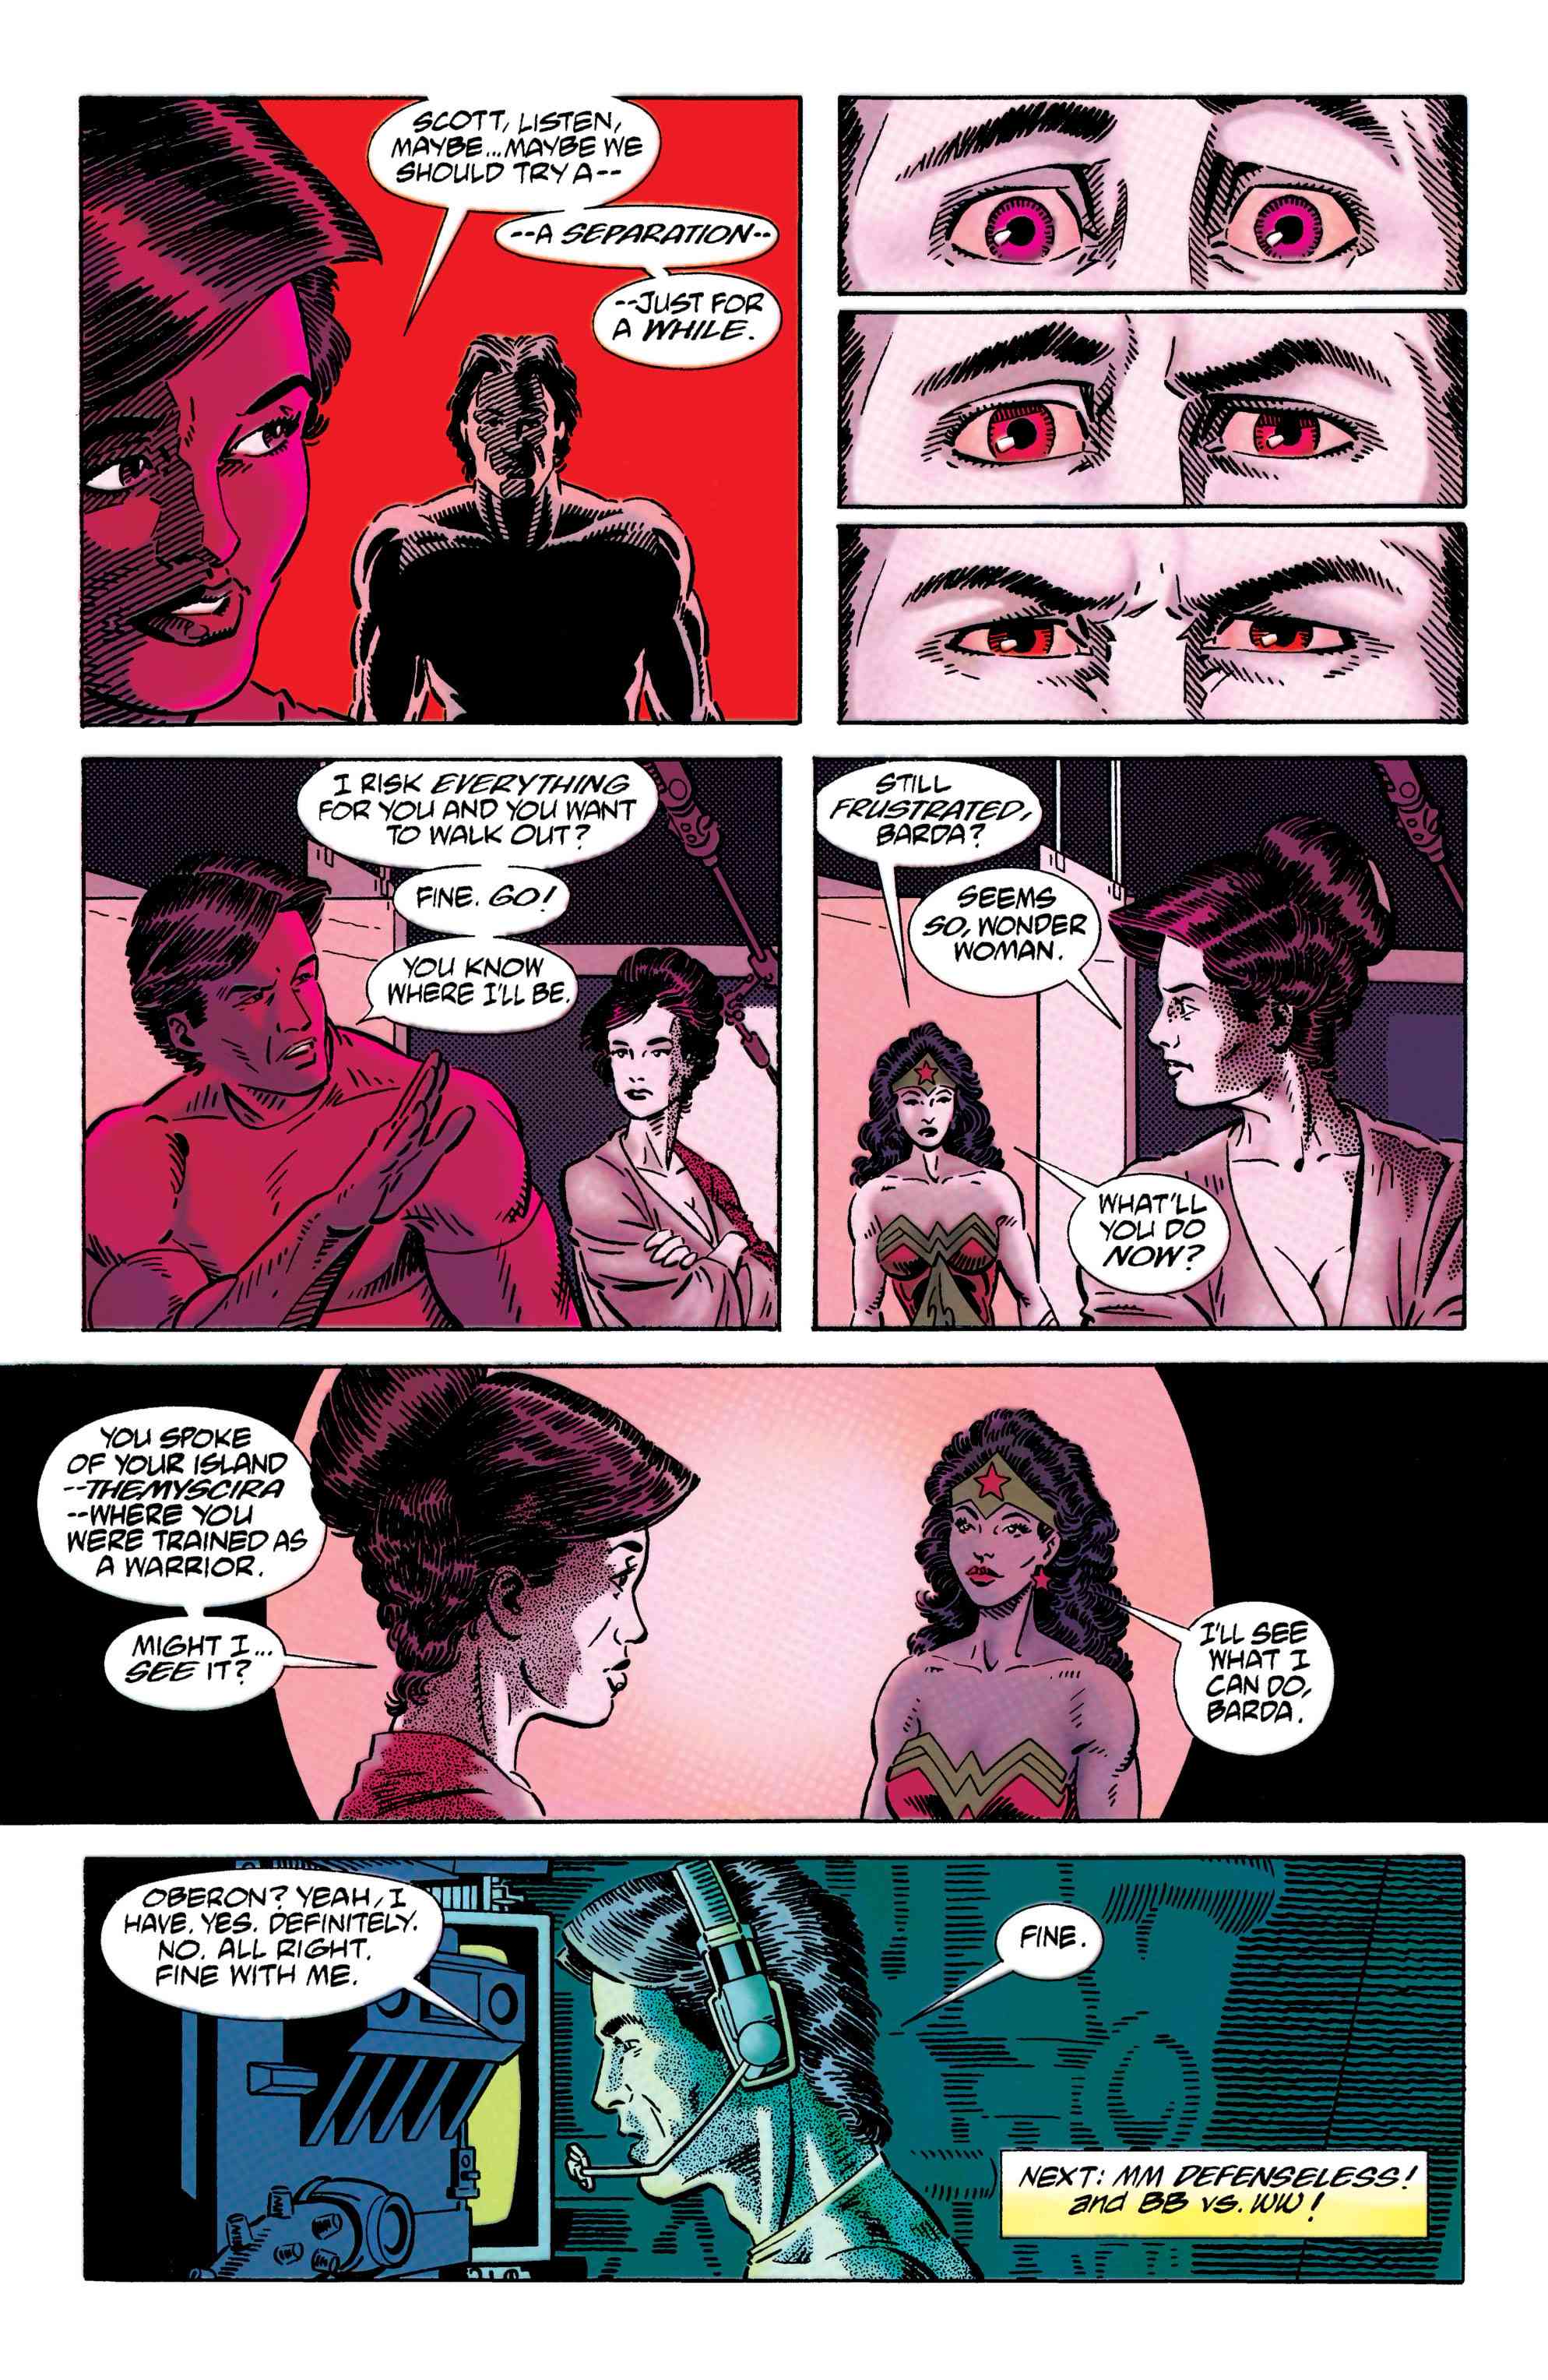 SCOTT, LISTEN,
MAYBE...MAYBE WE
SHOULD TRY A--
--A SEPARATION--
--JUST FOR
A WHILE.
I RISK EVERYTHING
FOR YOU AND YOU WANT
TO WALK OUT?
FINE. GO!
YOU KNOW
WHERE I'LL BE.
STILL
FRUSTRATED,
BARDA?
SEEMS
SO, WONDER
WOMAN.
WHAT'LL
YOU DO
NOW?
YOU SPOKE
OF YOUR ISLAND
--THEMYSCIRA
--WHERE YOU
WERE TRAINED AS
A WARRIOR.
MIGHT I...
SEE IT?
I'LL SEE
WHAT I
CAN DO,
BARDA.
OBERON? YEAH, I
HAVE. YES. DEFINITELY.
NO. ALL RIGHT.
FINE WITH ME.
FINE.
NEXT: MM DEFENSELESS!
and BB vs. WW!